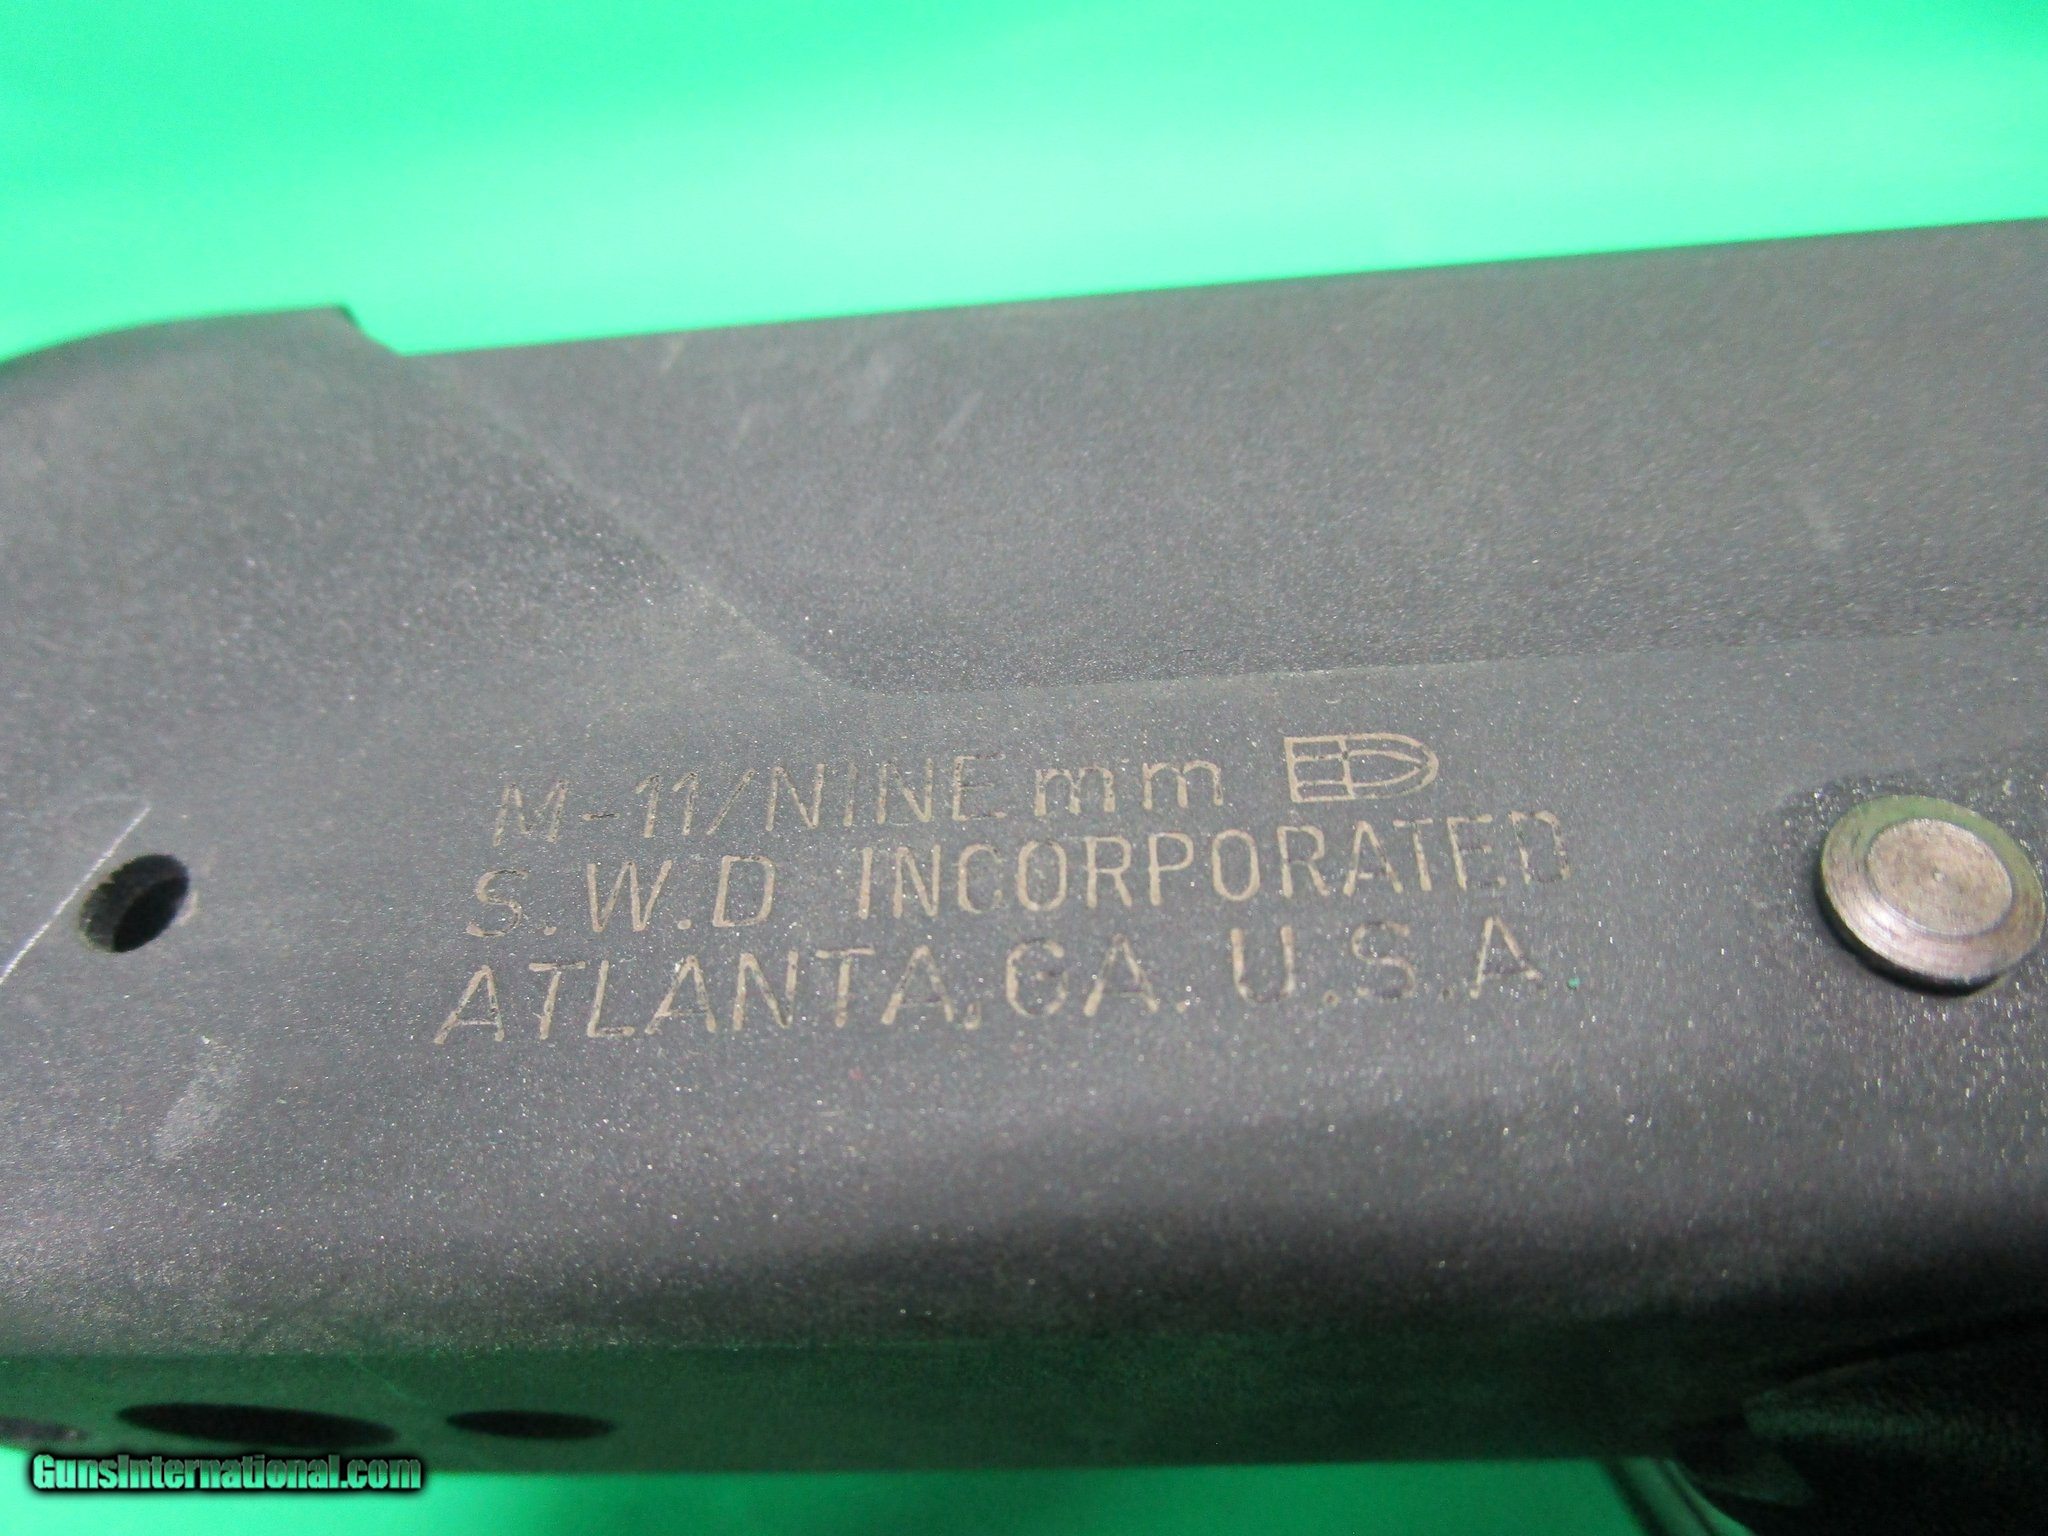 M-11/NINE mm
S.W.D INCORPORATED
ATLANTA, GA. U.S.A
GunsInternational.com